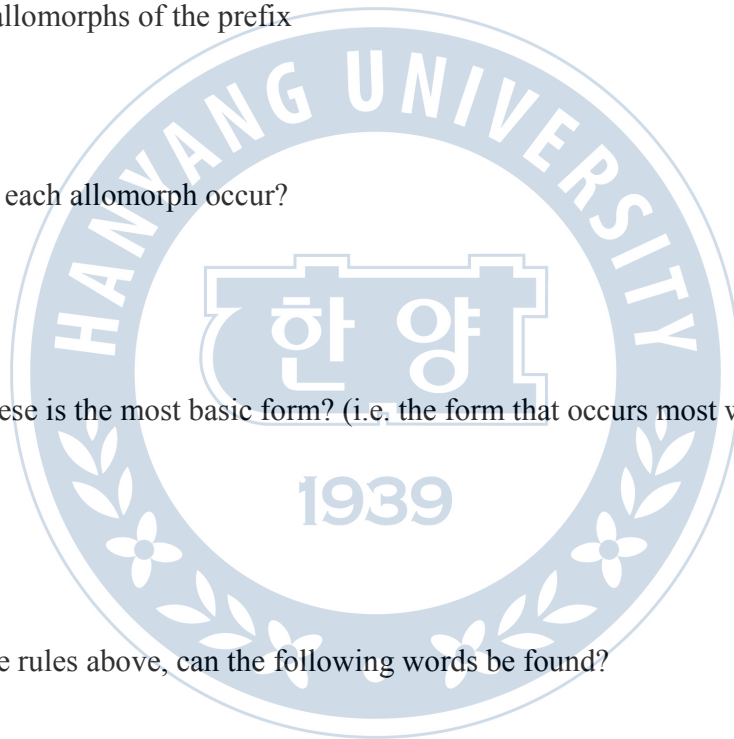 allomorphs of the prefix
HANYANG UNIVERSITY
each allomorph occur?
한양
ese is the most basic form? (i.e. the form that occurs most
1939
e rules above, can the following words be found?